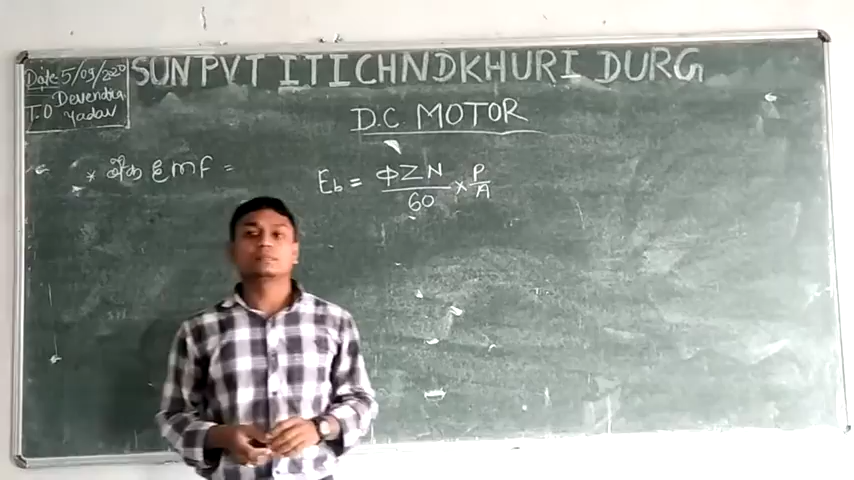 Date 5/09/2020
SUN PVT ITI CHNDKHURI DURG
T.O Devendra Yadav
D.C. MOTOR
* बैक EMF =
Eb = ΦZN/60 × P/A